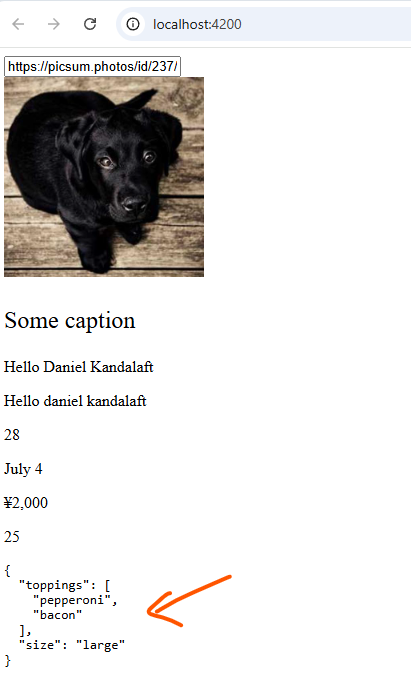 localhost:4200
https://picsum.photos/id/237/
Some caption
Hello Daniel Kandalaft
Hello daniel kandalaft
28
July 4
¥2,000
25
{
  "toppings": [
    "pepperoni",
    "bacon"
  ],
  "size": "large"
}